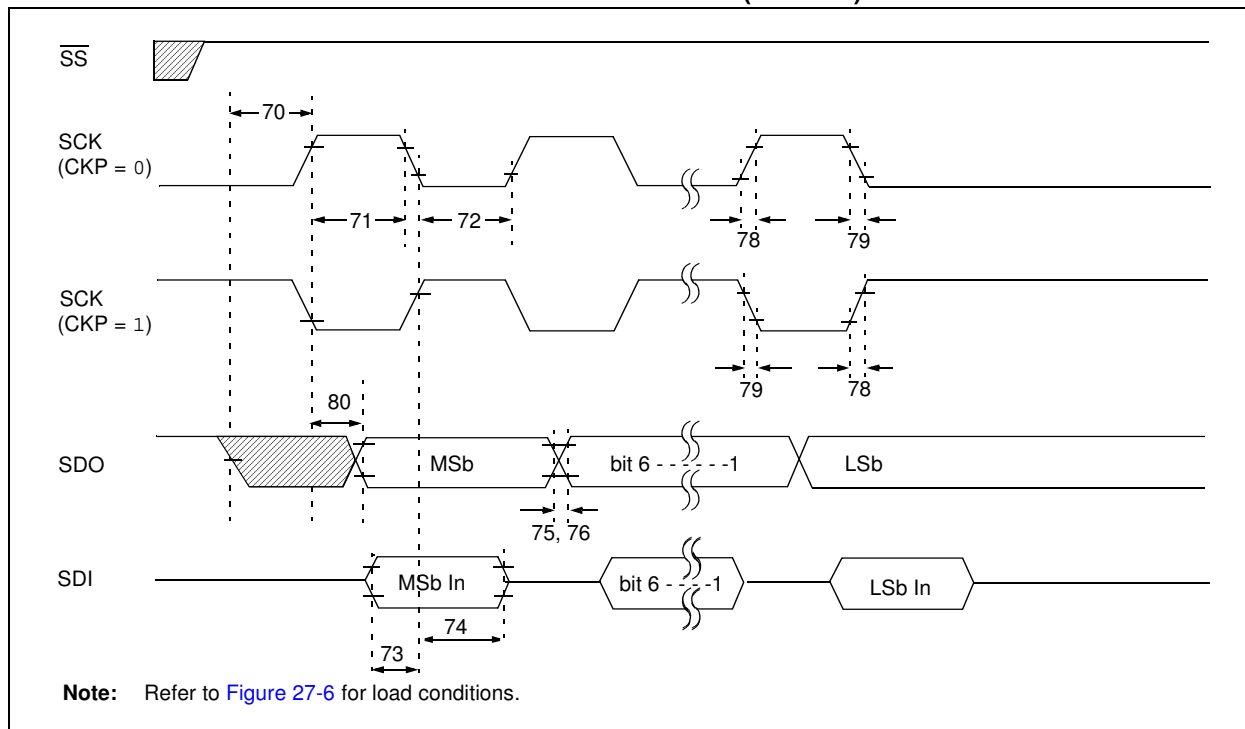 SS
70
SCK
(CKP = 0)
71
72
78
79
SCK
(CKP = 1)
79
78
80
SDO
MSb
bit 6 - - - - - -1
LSb
75, 76
SDI
MSb In
bit 6 - - - -1
LSb In
74
73
Note: Refer to Figure 27-6 for load conditions.